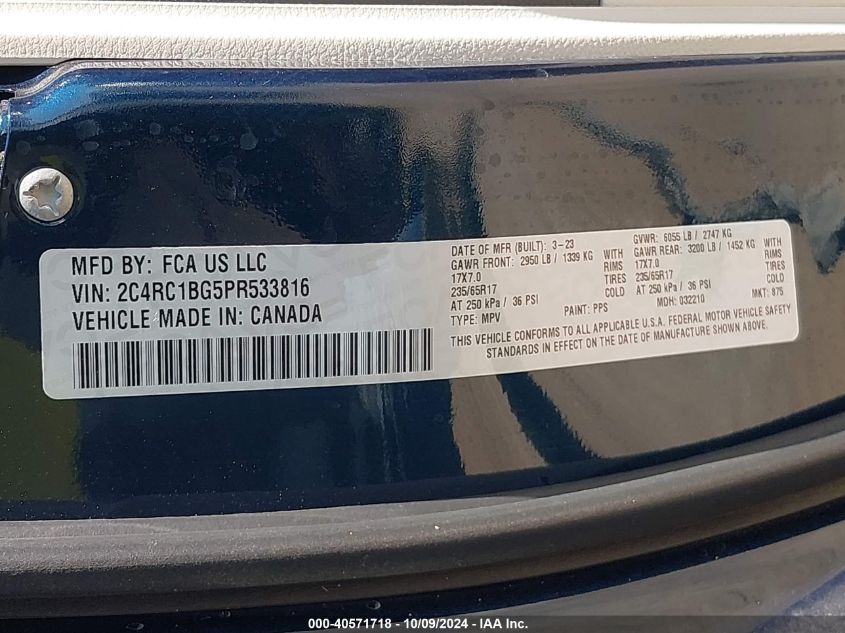 MFD BY: FCA US LLC
VIN: 2C4RC1BG5PR533816
VEHICLE MADE IN: CANADA
DATE OF MFR (BUILT): 3-23 GVWR: 6055 LB / 2747 KG
GAWR FRONT: 2950 LB / 1339 KG WITH GAWR REAR: 3200 LB / 1452 KG WITH
17X7.0 RIMS 17X7.0 RIMS
235/65R17 TIRES 235/65R17 TIRES
AT 250 kPa / 36 PSI AT 250 kPa / 36 PSI
TYPE: MPV PAINT: PPS MDH: 032210 MKT: 875
THIS VEHICLE CONFORMS TO ALL APPLICABLE U.S.A. FEDERAL MOTOR VEHICLE SAFETY
STANDARDS IN EFFECT ON THE DATE OF MANUFACTURE SHOWN ABOVE.
000-40571718 - 10/09/2024 - IAA Inc.